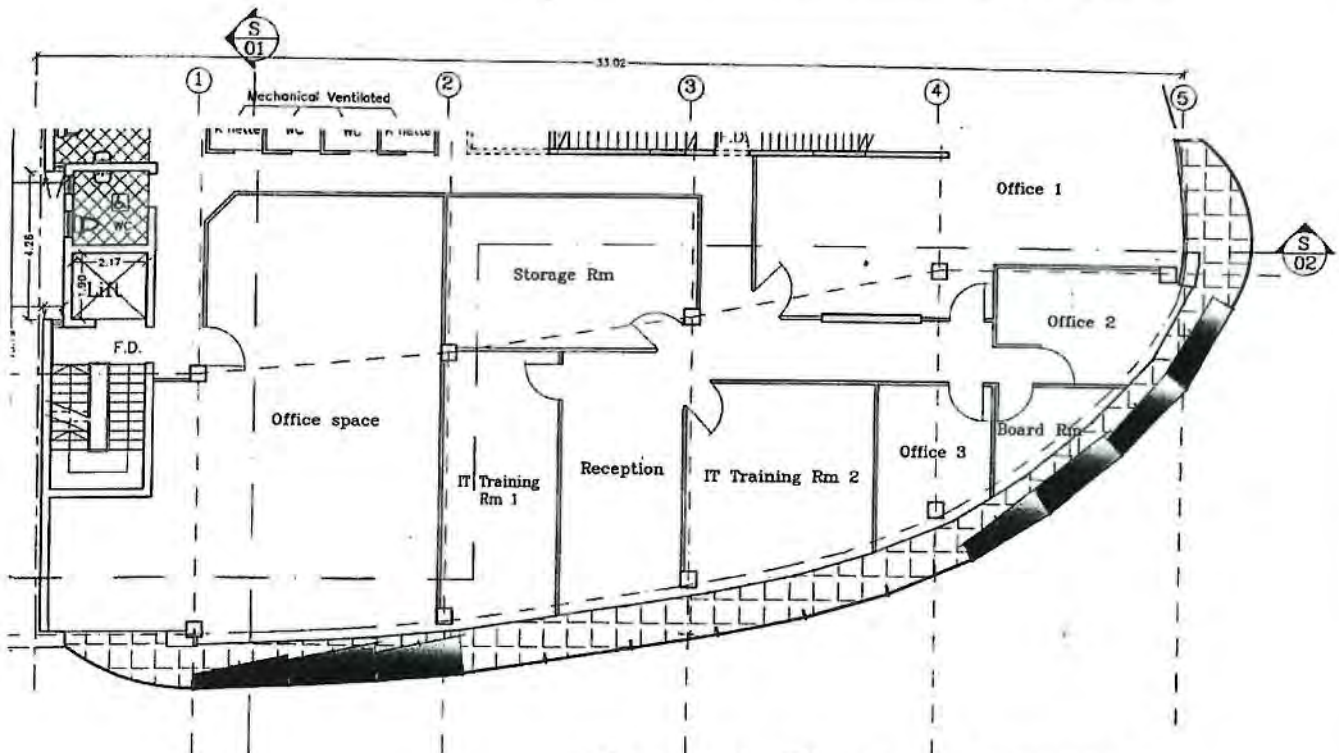 S
01
33.02
1
2
3
4
5
Mechanical Ventilated
WC
WC
F.D.
Office 1
4.26
WC
S
02
2.17
1.90
Lift
Storage Rm
Office 2
F.D.
Office space
Board Rm
Reception
IT Training
Rm 1
IT Training Rm 2
Office 3